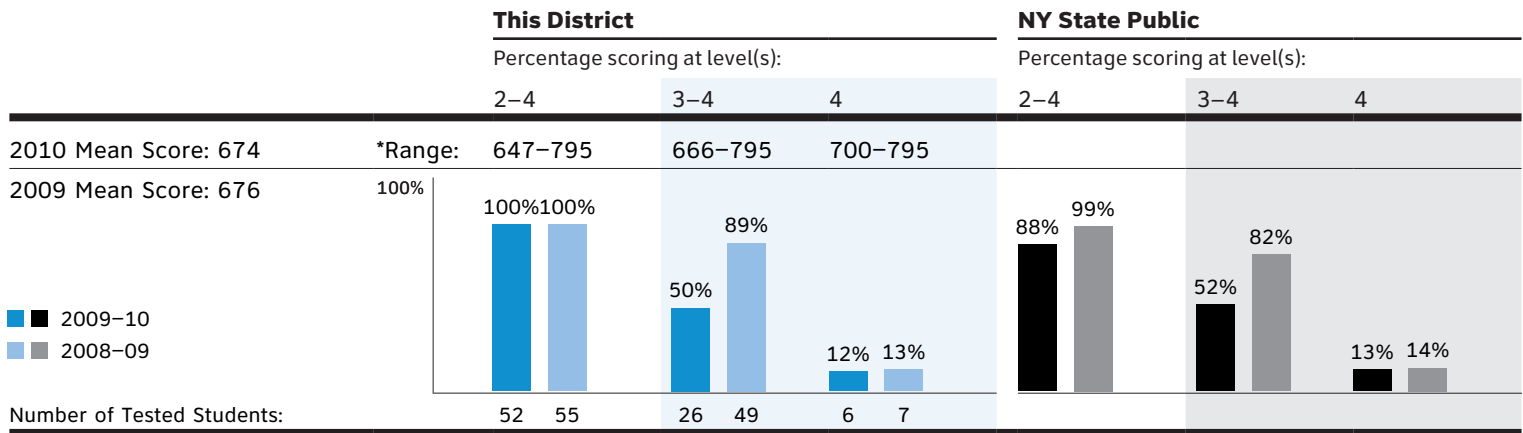 This District NY State Public
Percentage scoring at level(s): Percentage scoring at level(s):
2–4 3–4 4 2–4 3–4 4
2010 Mean Score: 674 *Range: 647–795 666–795 700–795
2009 Mean Score: 676 100%
100% 100% 89% 88% 99% 82%
50% 52%
12% 13% 13% 14%
2009–10
2008–09
Number of Tested Students: 52 55 26 49 6 7